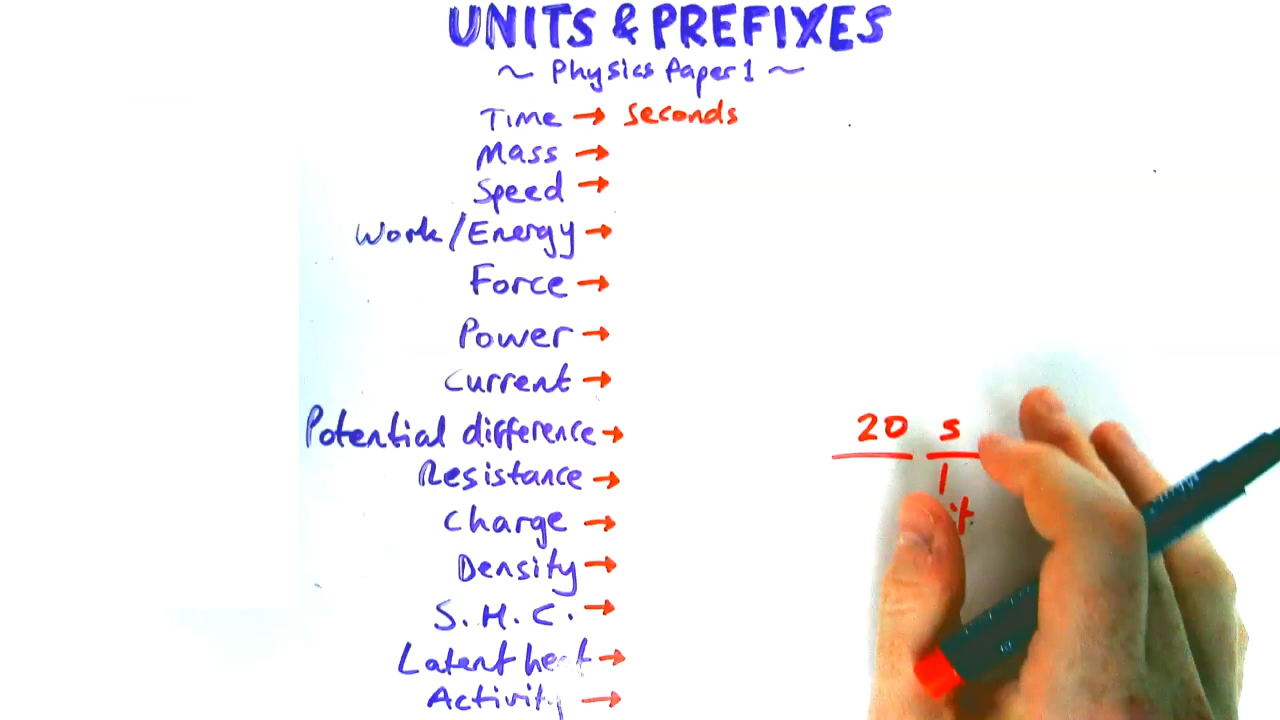 UNITS & PREFIXES
~ Physics Paper 1 ~
Time → seconds
Mass →
Speed →
Work/Energy →
Force →
Power →
Current →
Potential difference →
Resistance →
Charge →
Density →
S.H.C. →
Latent heat →
Activity →
20 s